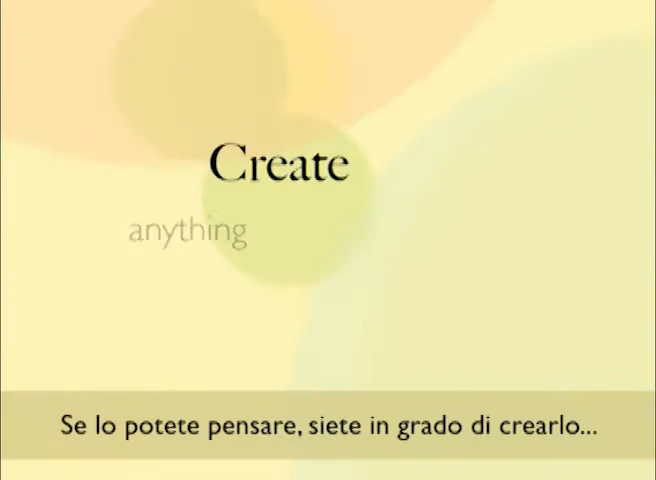 Create
anything
Se lo potete pensare, siete in grado di crearlo...